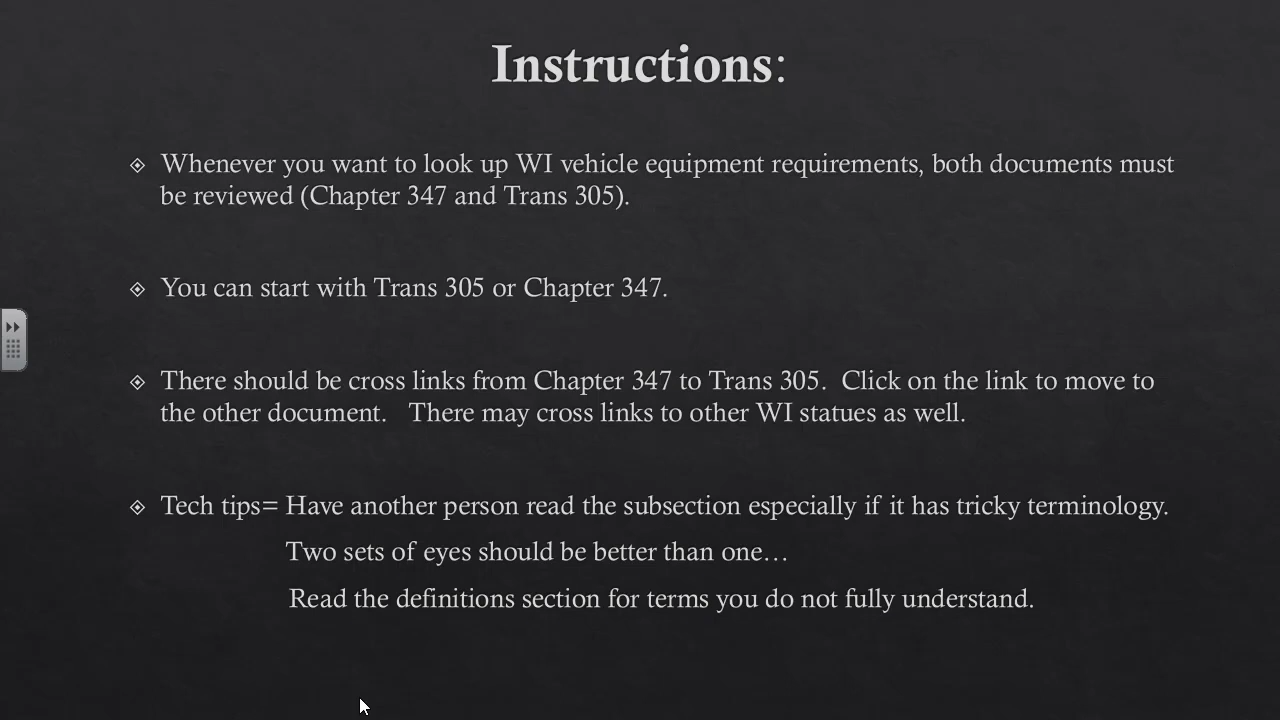 Instructions:
Whenever you want to look up WI vehicle equipment requirements, both documents must
be reviewed (Chapter 347 and Trans 305).
You can start with Trans 305 or Chapter 347.
There should be cross links from Chapter 347 to Trans 305.  Click on the link to move to
the other document.   There may cross links to other WI statues as well.
Tech tips= Have another person read the subsection especially if it has tricky terminology.
Two sets of eyes should be better than one…
Read the definitions section for terms you do not fully understand.